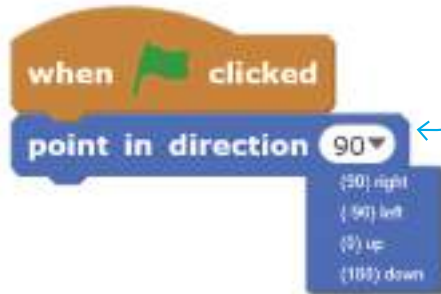 when clicked
point in direction 90
(90) right
(-90) left
(0) up
(180) down